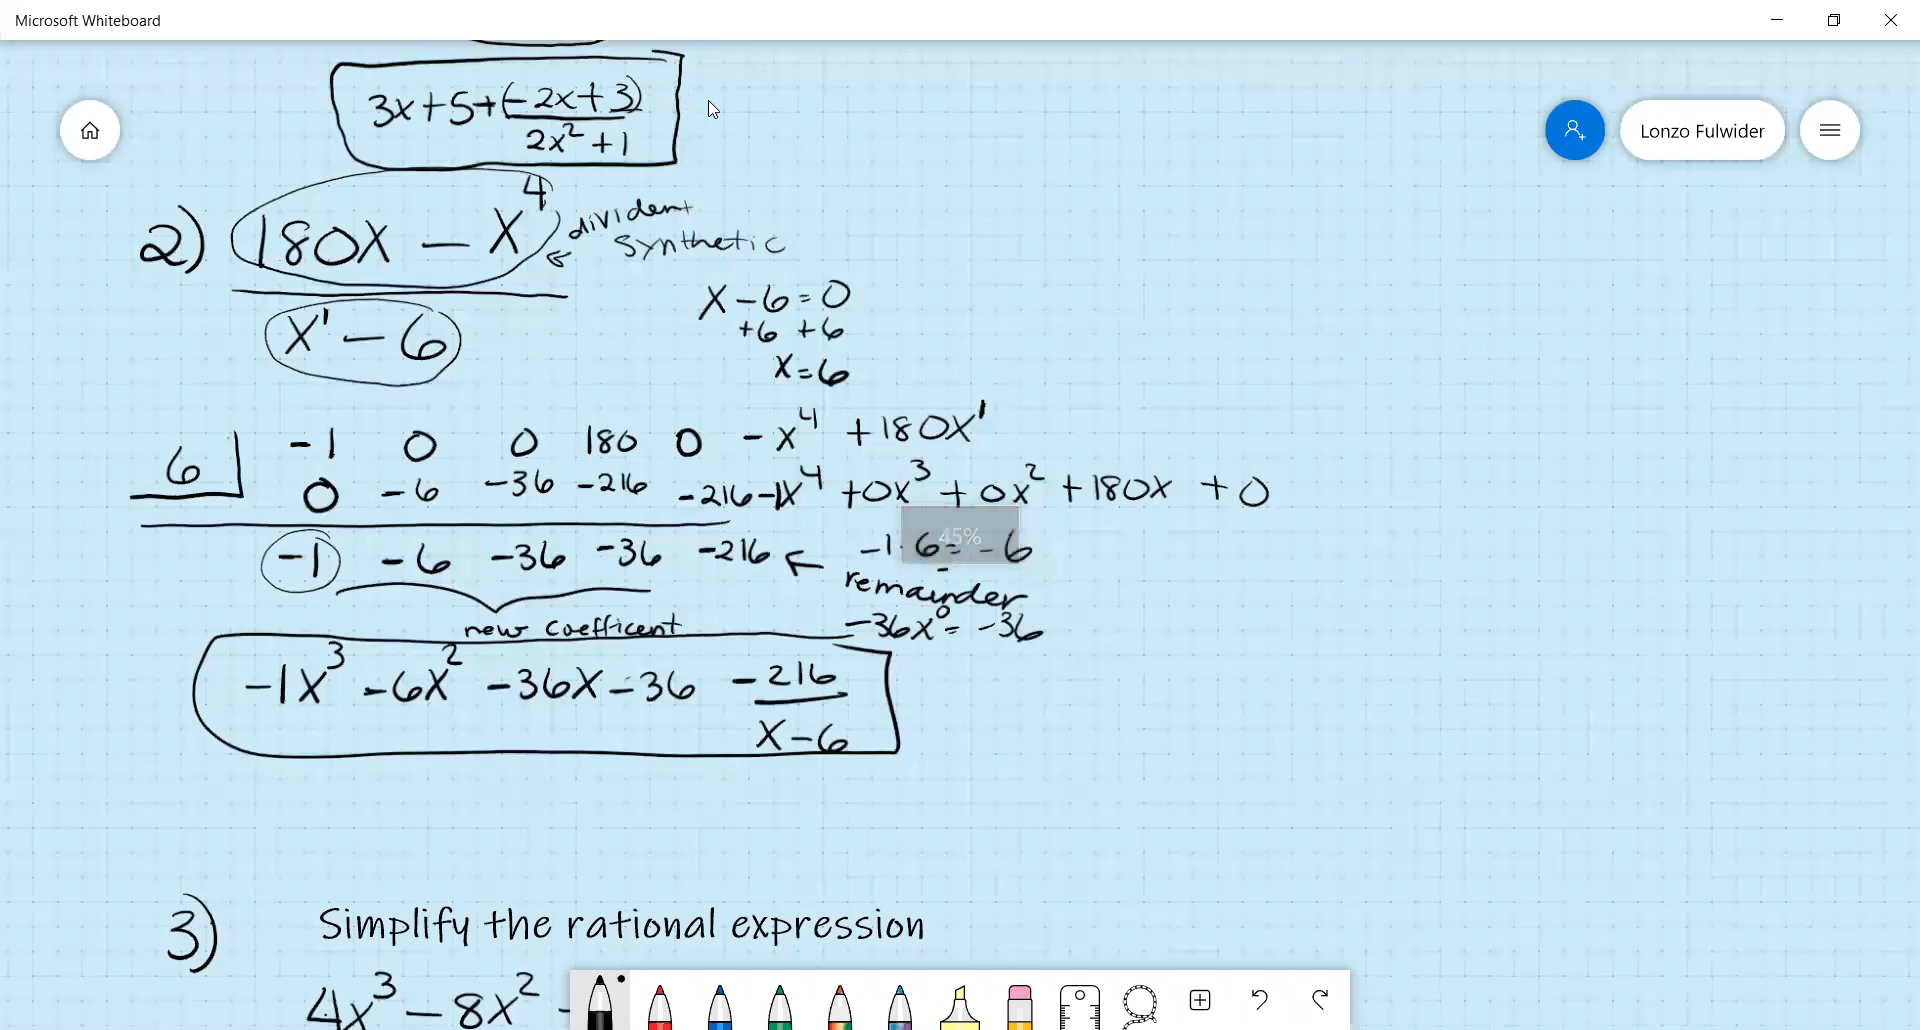 Microsoft Whiteboard
3x+5+(-2x+3)
2x²+1
Lonzo Fulwider
2) 180x - x⁴
divident
synthetic
x¹ - 6
x-6=0
+6 +6
x=6
6 -1 0 0 180 0 -x⁴ +180x¹
0 -6 -36 -216 -216 -1x⁴ +0x³ + 0x² +180x + 0
45%
-1 -6 -36 -36 -216 ← -1·6=-6
remainder
new coefficent -36x⁰= -36
-1x³ -6x² -36x -36 -216
x-6
3) Simplify the rational expression
4x³ - 8x² -